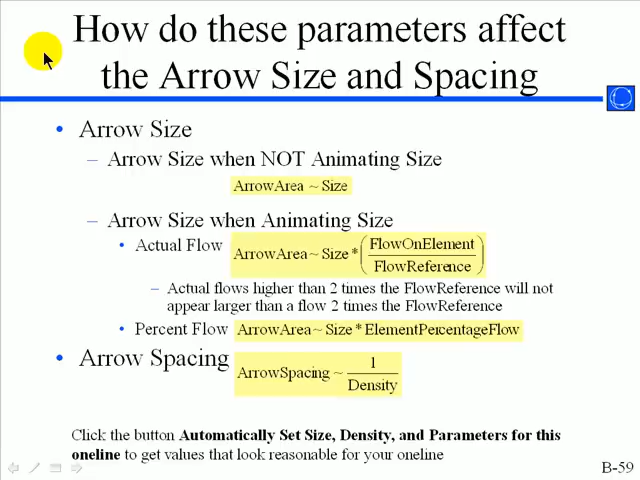 How do these parameters affect
the Arrow Size and Spacing
• Arrow Size
– Arrow Size when NOT Animating Size
ArrowArea ~ Size
– Arrow Size when Animating Size
• Actual Flow ArrowArea ~ Size * (FlowOnElement / FlowReference)
– Actual flows higher than 2 times the FlowReference will not
appear larger than a flow 2 times the FlowReference
• Percent Flow ArrowArea ~ Size * ElementPercentageFlow
• Arrow Spacing ArrowSpacing ~ 1 / Density
Click the button Automatically Set Size, Density, and Parameters for this
oneline to get values that look reasonable for your oneline
B-59